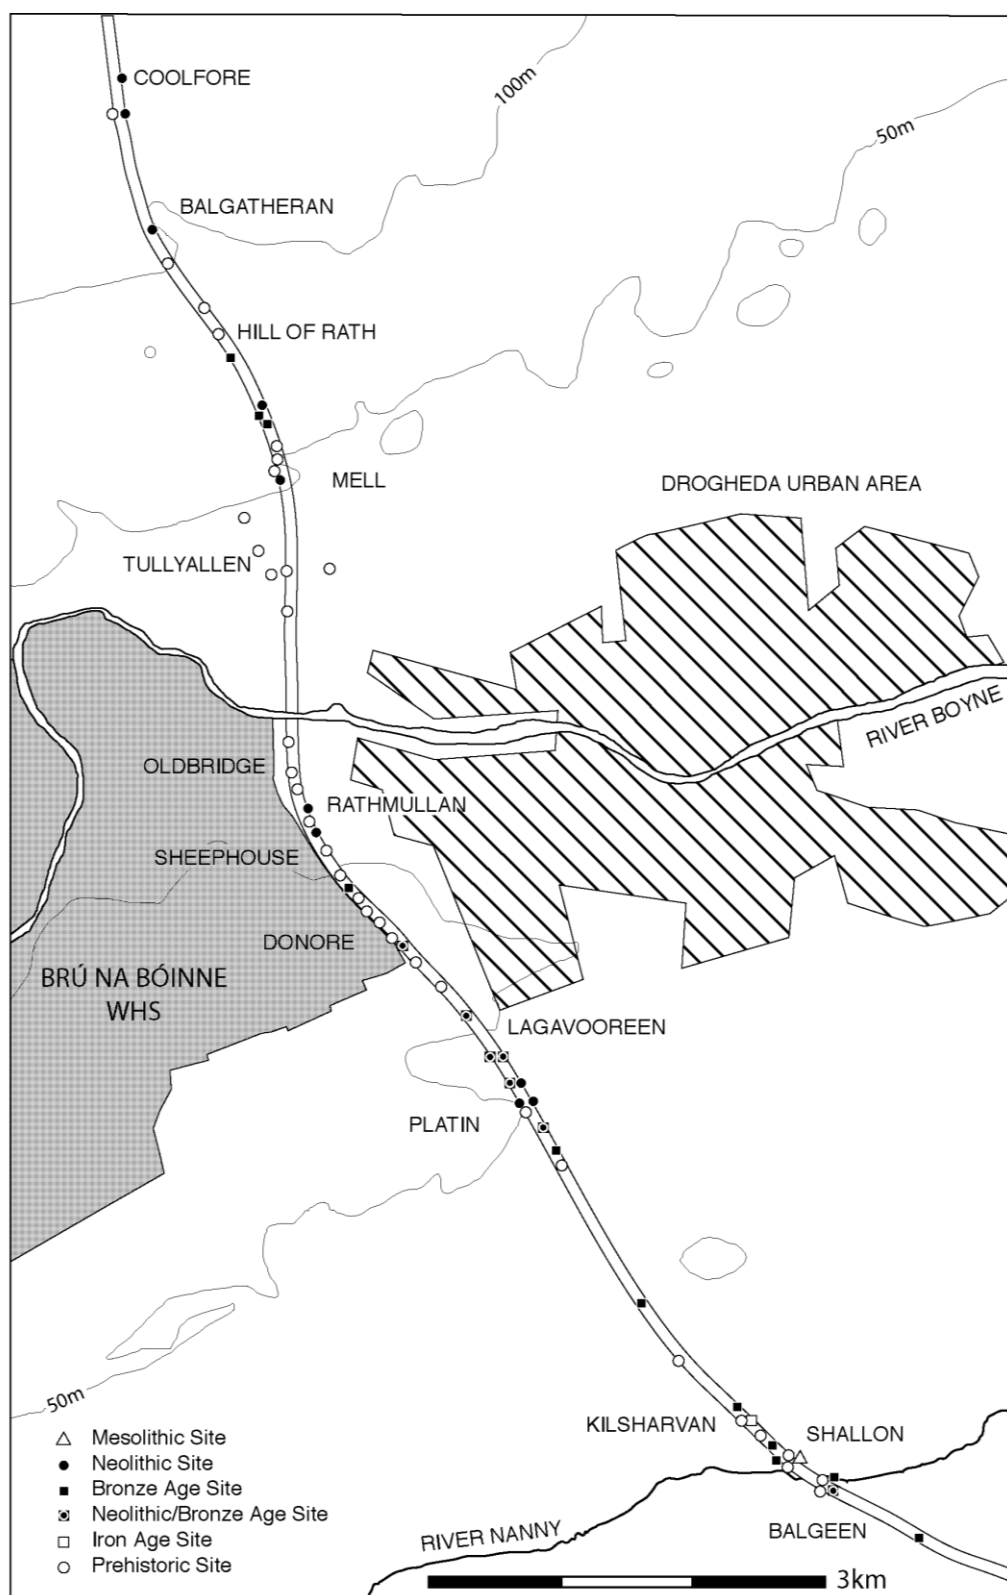 COOLFORE
100m
50m
BALGATHERAN
HILL OF RATH
MELL
DROGHEDA URBAN AREA
TULLYALLEN
RIVER BOYNE
OLDBRIDGE
RATHMULLAN
SHEEPHOUSE
DONORE
BRÚ NA BÓINNE
WHS
LAGAVOOREEN
PLATIN
50m
KILSHARVAN
SHALLON
BALGEEN
RIVER NANNY
Mesolithic Site
Neolithic Site
Bronze Age Site
Neolithic/Bronze Age Site
Iron Age Site
Prehistoric Site
3km